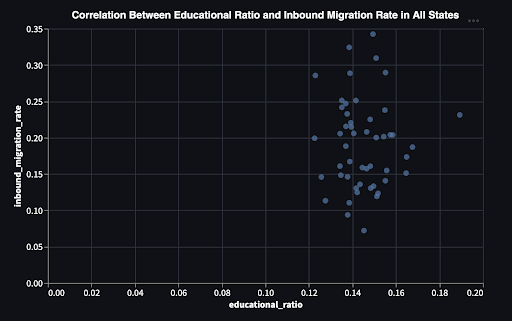 Correlation Between Educational Ratio and Inbound Migration Rate in All States
0.35
0.30
0.25
0.20
0.15
0.10
0.05
0.00
inbound_migration_rate
0.00 0.02 0.04 0.06 0.08 0.10 0.12 0.14 0.16 0.18 0.20
educational_ratio